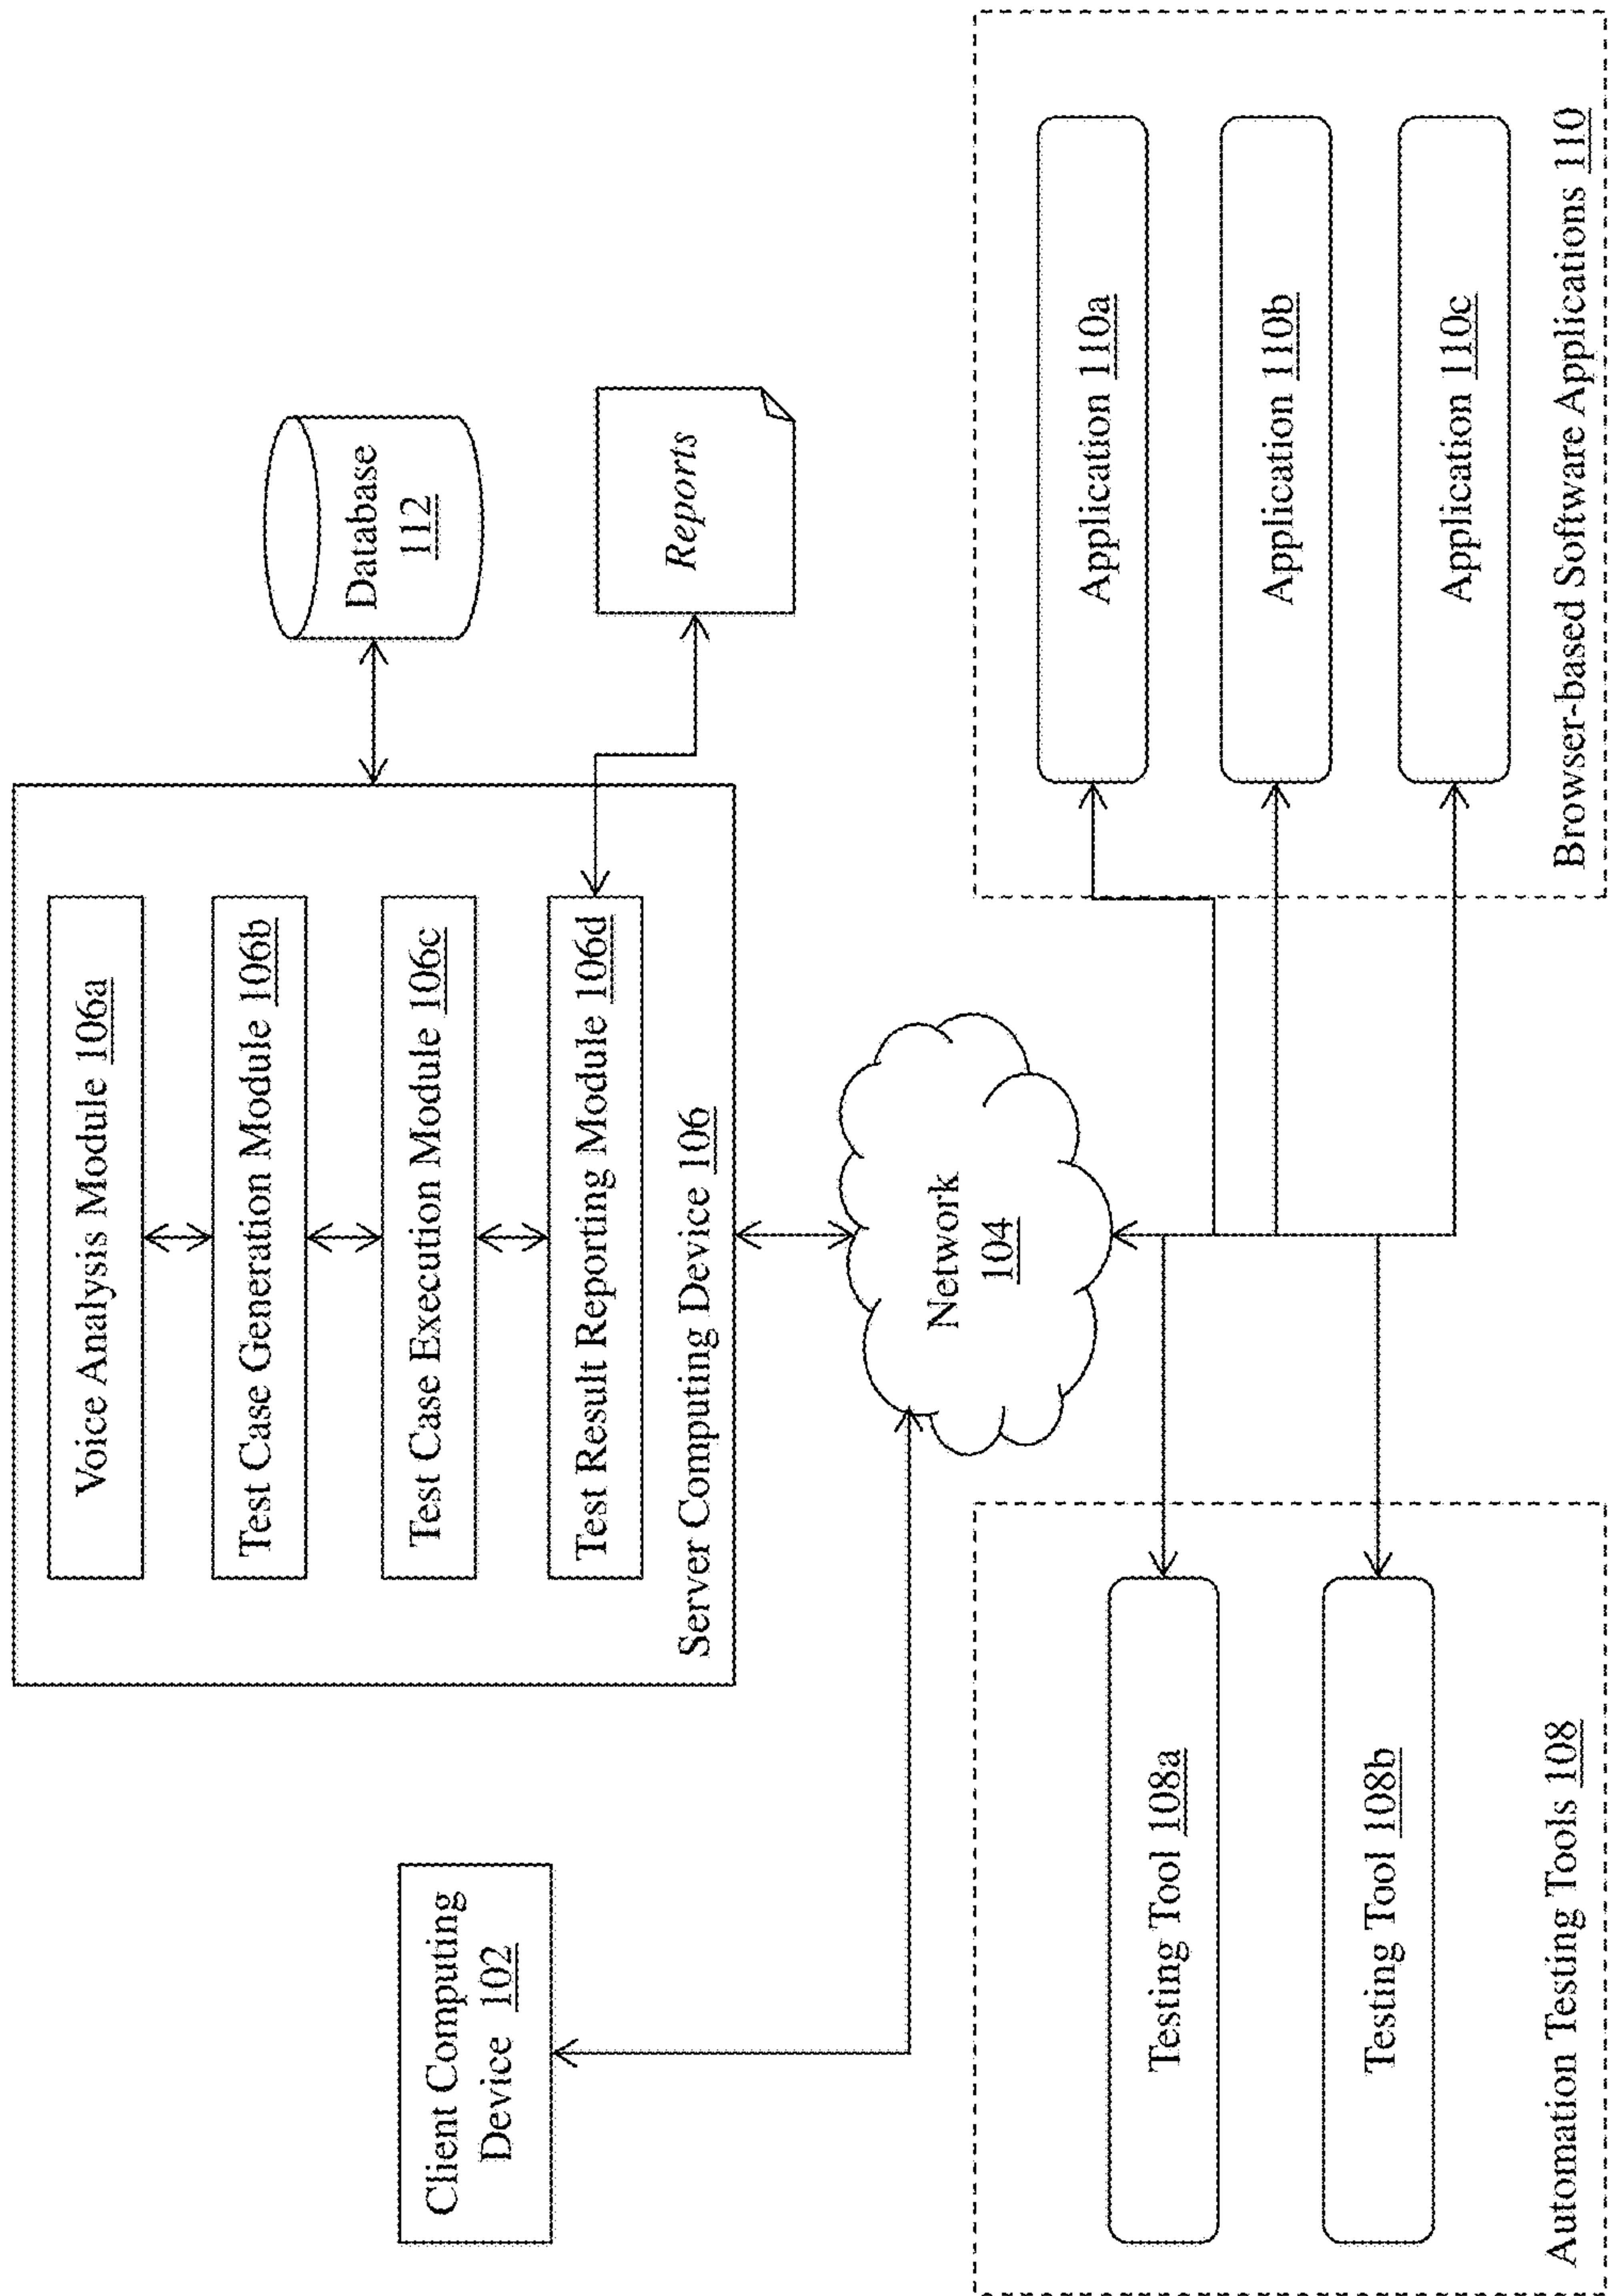 Client Computing
Device 102
Voice Analysis Module 106a
Test Case Generation Module 106b
Test Case Execution Module 106c
Test Result Reporting Module 106d
Server Computing Device 106
Database
112
Reports
Network
104
Testing Tool 108a
Testing Tool 108b
Automation Testing Tools 108
Application 110a
Application 110b
Application 110c
Browser-based Software Applications 110